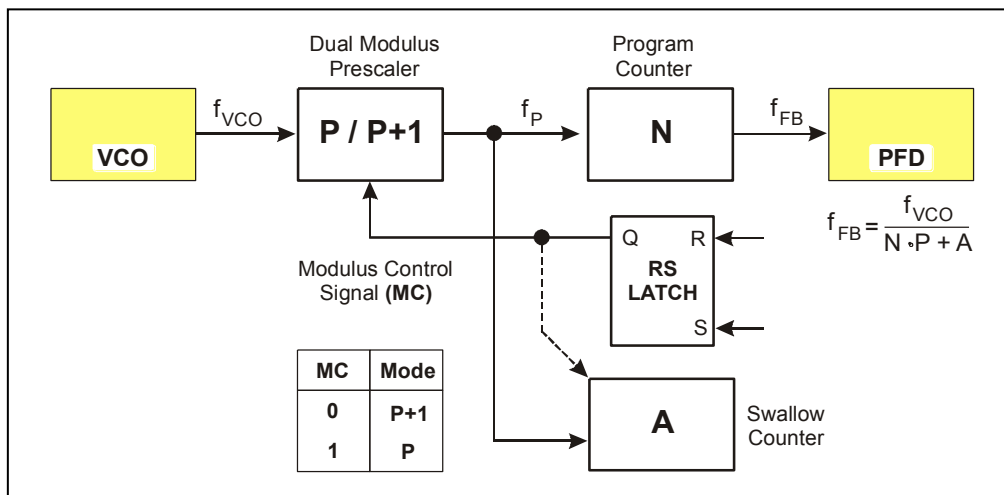 Dual Modulus
Prescaler
Program
Counter
VCO
fVCO
P / P+1
fP
N
fFB
PFD
fFB = fVCO / N·P + A
Modulus Control
Signal (MC)
Q
R
RS
LATCH
S
MC Mode
0 P+1
1 P
A
Swallow
Counter